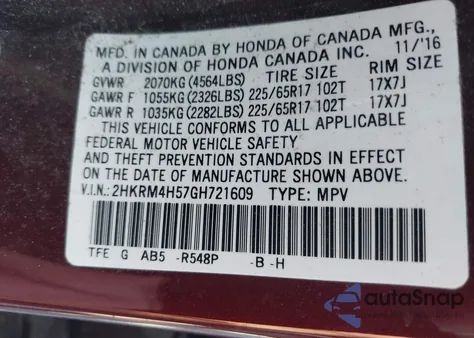 MFD. IN CANADA BY HONDA OF CANADA MFG.,
A DIVISION OF HONDA CANADA INC. 11/'16
GVWR 2070KG(4564LBS) TIRE SIZE RIM SIZE
GAWR F 1055KG(2326LBS) 225/65R17 102T 17X7J
GAWR R 1035KG(2282LBS) 225/65R17 102T 17X7J
THIS VEHICLE CONFORMS TO ALL APPLICABLE
FEDERAL MOTOR VEHICLE SAFETY
AND THEFT PREVENTION STANDARDS IN EFFECT
ON THE DATE OF MANUFACTURE SHOWN ABOVE.
V.I.N.: 2HKRM4H57GH721609 TYPE: MPV
TFE G AB5 -R548P -B-H
autoSnap